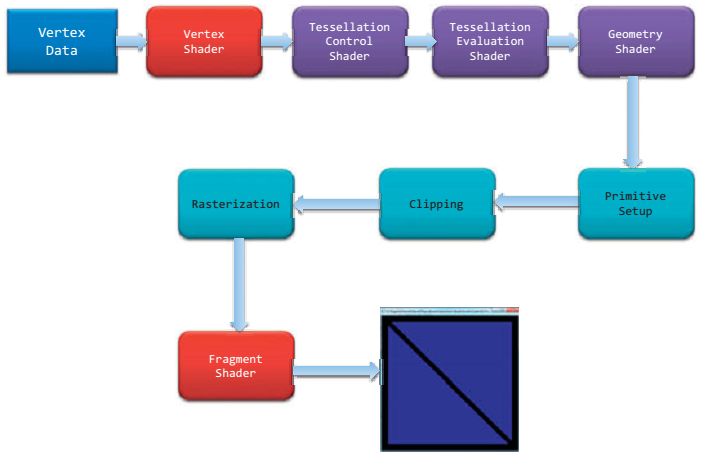 Vertex
Data
Vertex
Shader
Tessellation
Control
Shader
Tessellation
Evaluation
Shader
Geometry
Shader
Rasterization
Clipping
Primitive
Setup
Fragment
Shader